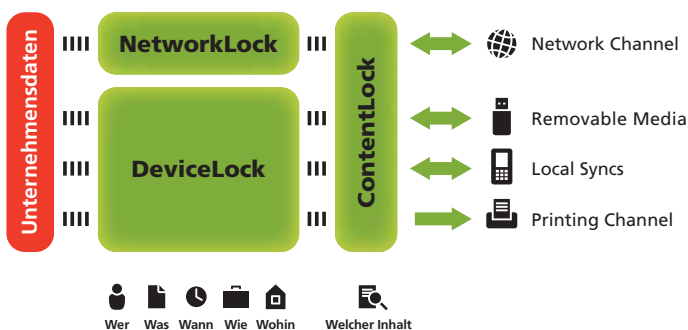 Unternehmensdaten
NetworkLock
DeviceLock
ContentLock
Network Channel
Removable Media
Local Syncs
Printing Channel
Wer Was Wann Wie Wohin Welcher Inhalt